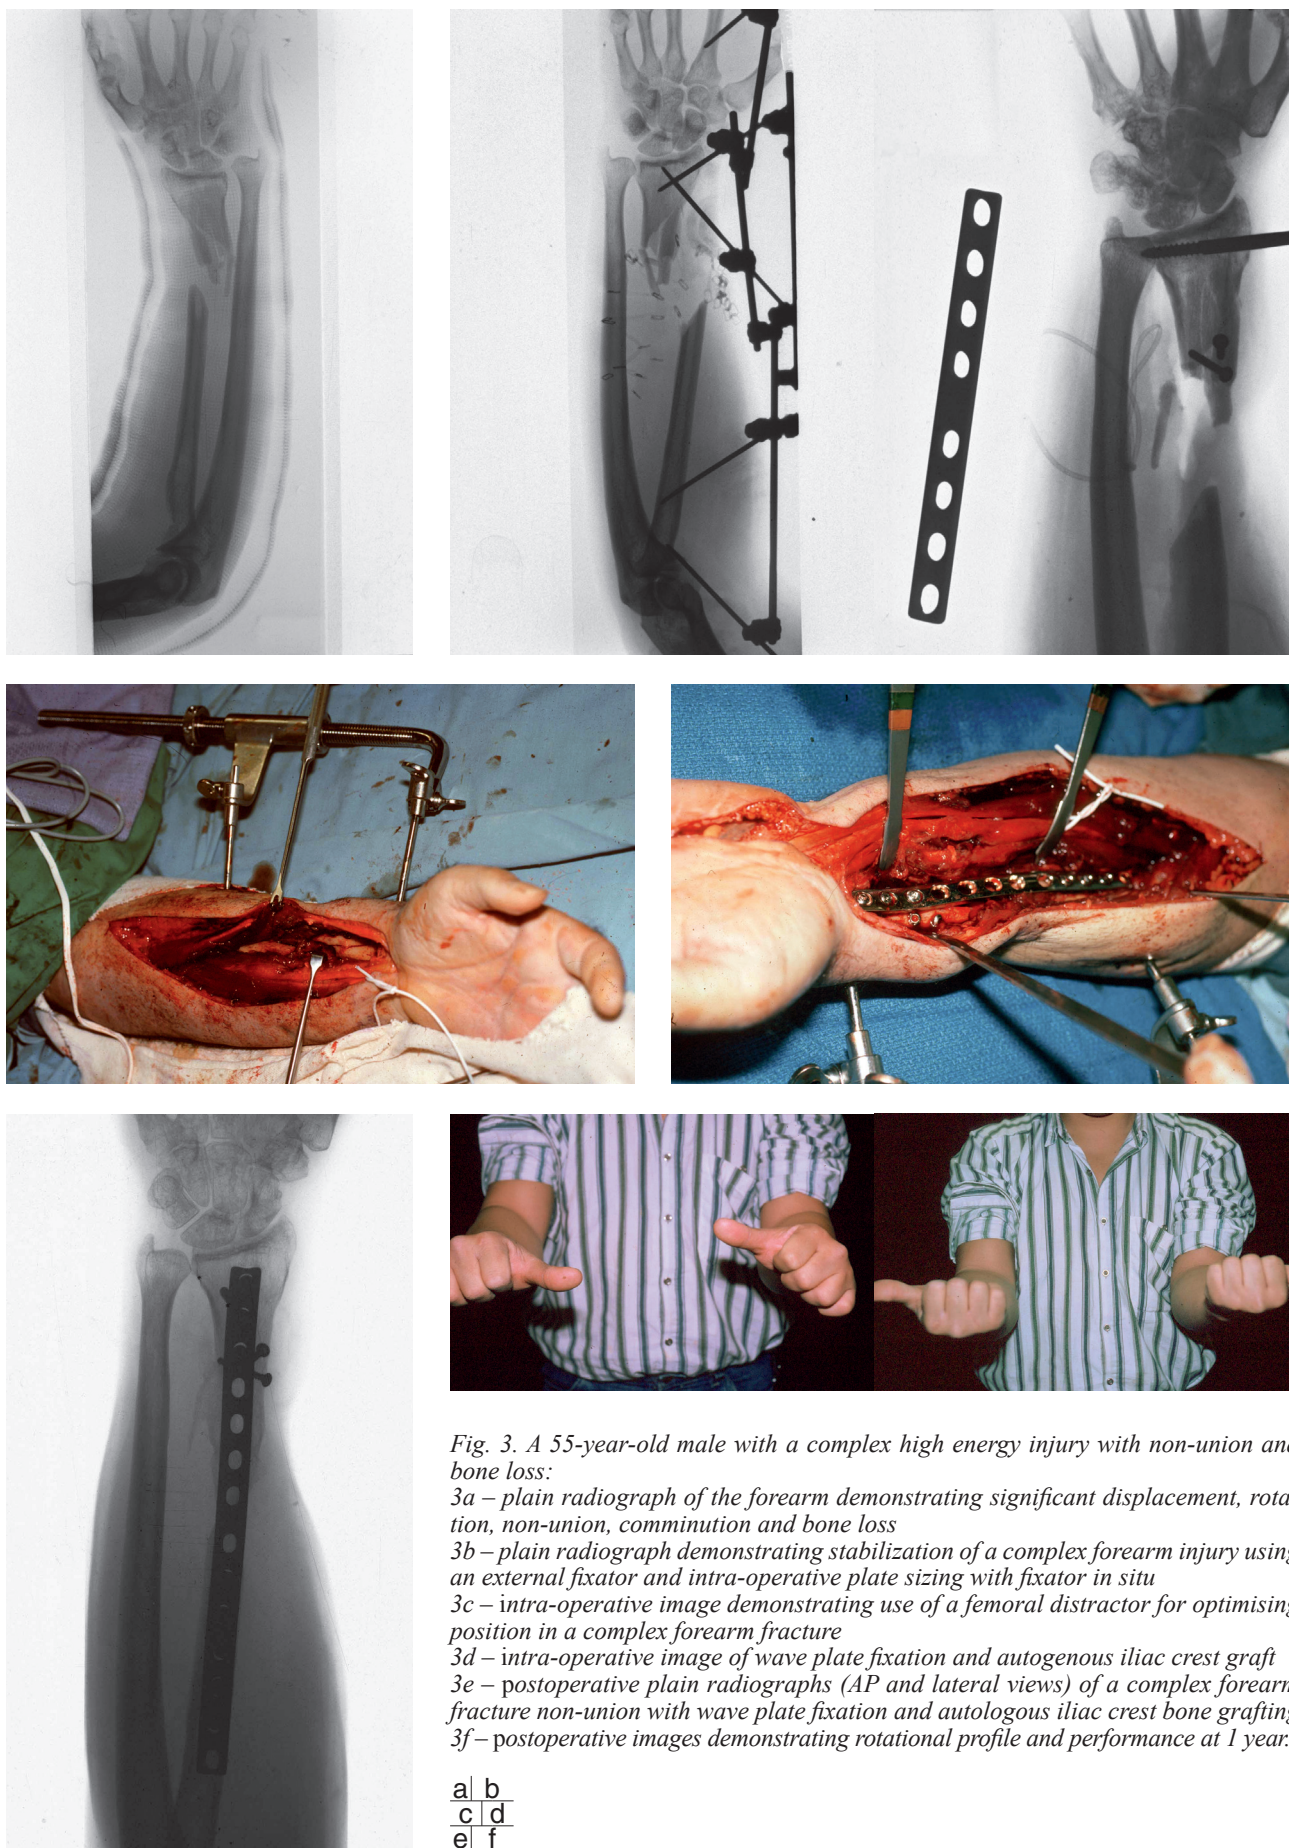 Fig. 3. A 55-year-old male with a complex high energy injury with non-union and
bone loss:
3a – plain radiograph of the forearm demonstrating significant displacement, rota-
tion, non-union, comminution and bone loss
3b – plain radiograph demonstrating stabilization of a complex forearm injury using
an external fixator and intra-operative plate sizing with fixator in situ
3c – intra-operative image demonstrating use of a femoral distractor for optimising
position in a complex forearm fracture
3d – intra-operative image of wave plate fixation and autogenous iliac crest graft
3e – postoperative plain radiographs (AP and lateral views) of a complex forearm
fracture non-union with wave plate fixation and autologous iliac crest bone grafting
3f – postoperative images demonstrating rotational profile and performance at 1 year.
a b
c d
e f